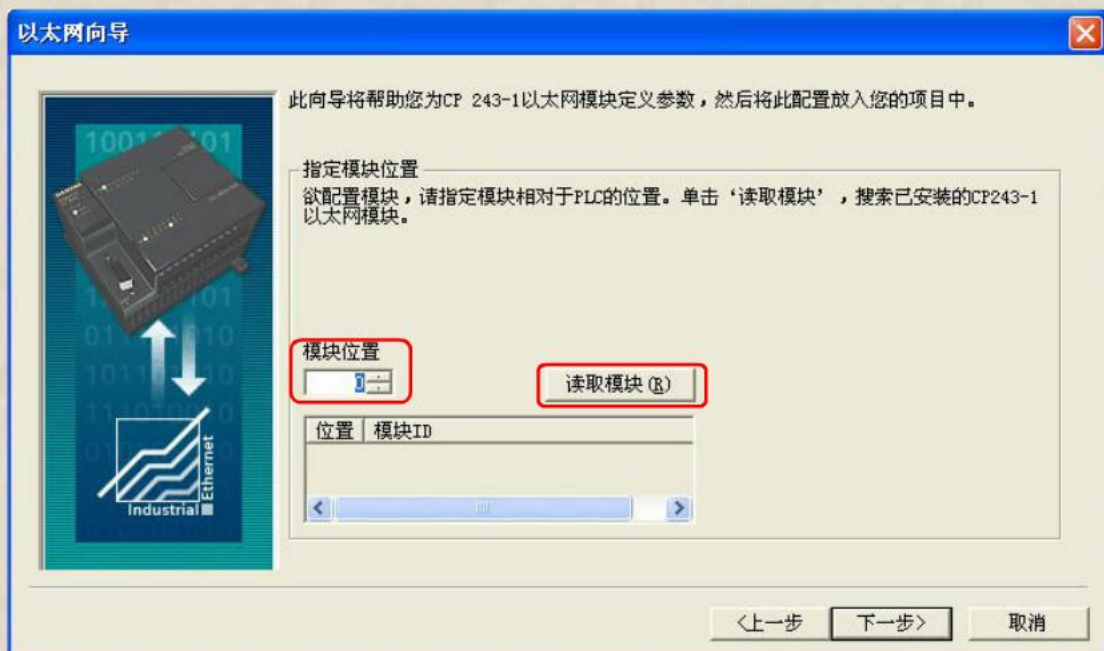 以太网向导
此向导将帮助您为CP 243-1以太网模块定义参数，然后将此配置放入您的项目中。
指定模块位置
欲配置模块，请指定模块相对于PLC的位置。单击‘读取模块’，搜索已安装的CP243-1
以太网模块。
模块位置
0
读取模块(R)
位置 模块ID
Industrial
Ethernet
<上一步 下一步> 取消